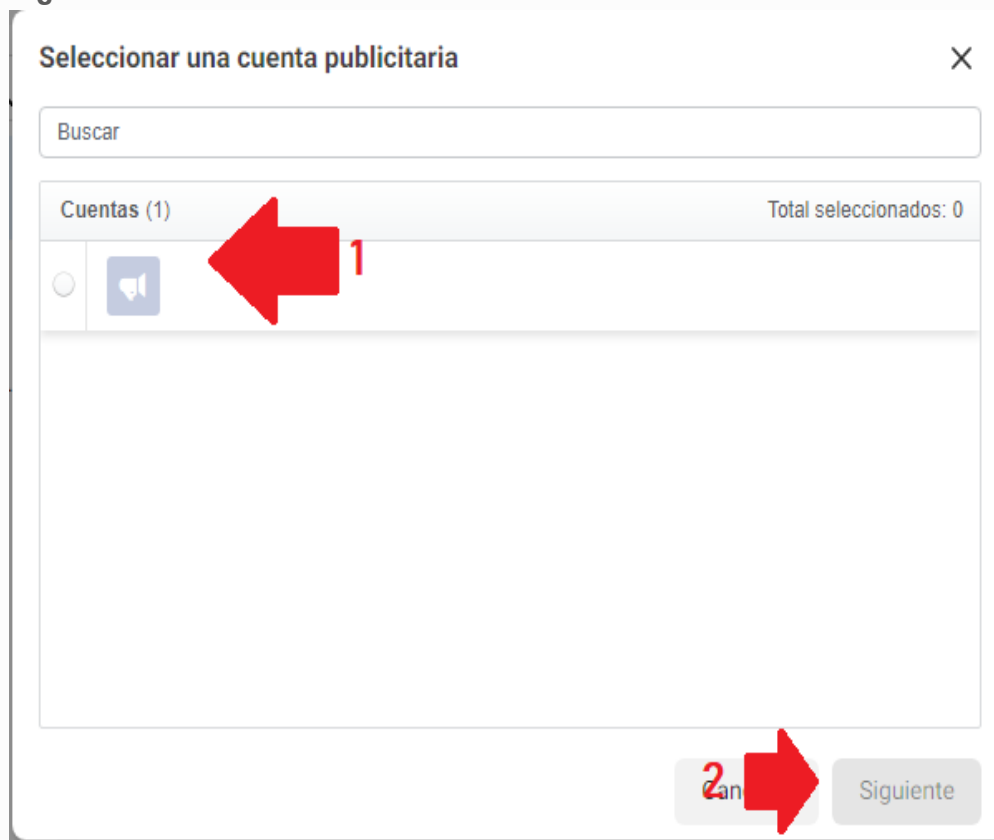 Seleccionar una cuenta publicitaria
Buscar
Cuentas (1) Total seleccionados: 0
1
2 Siguiente